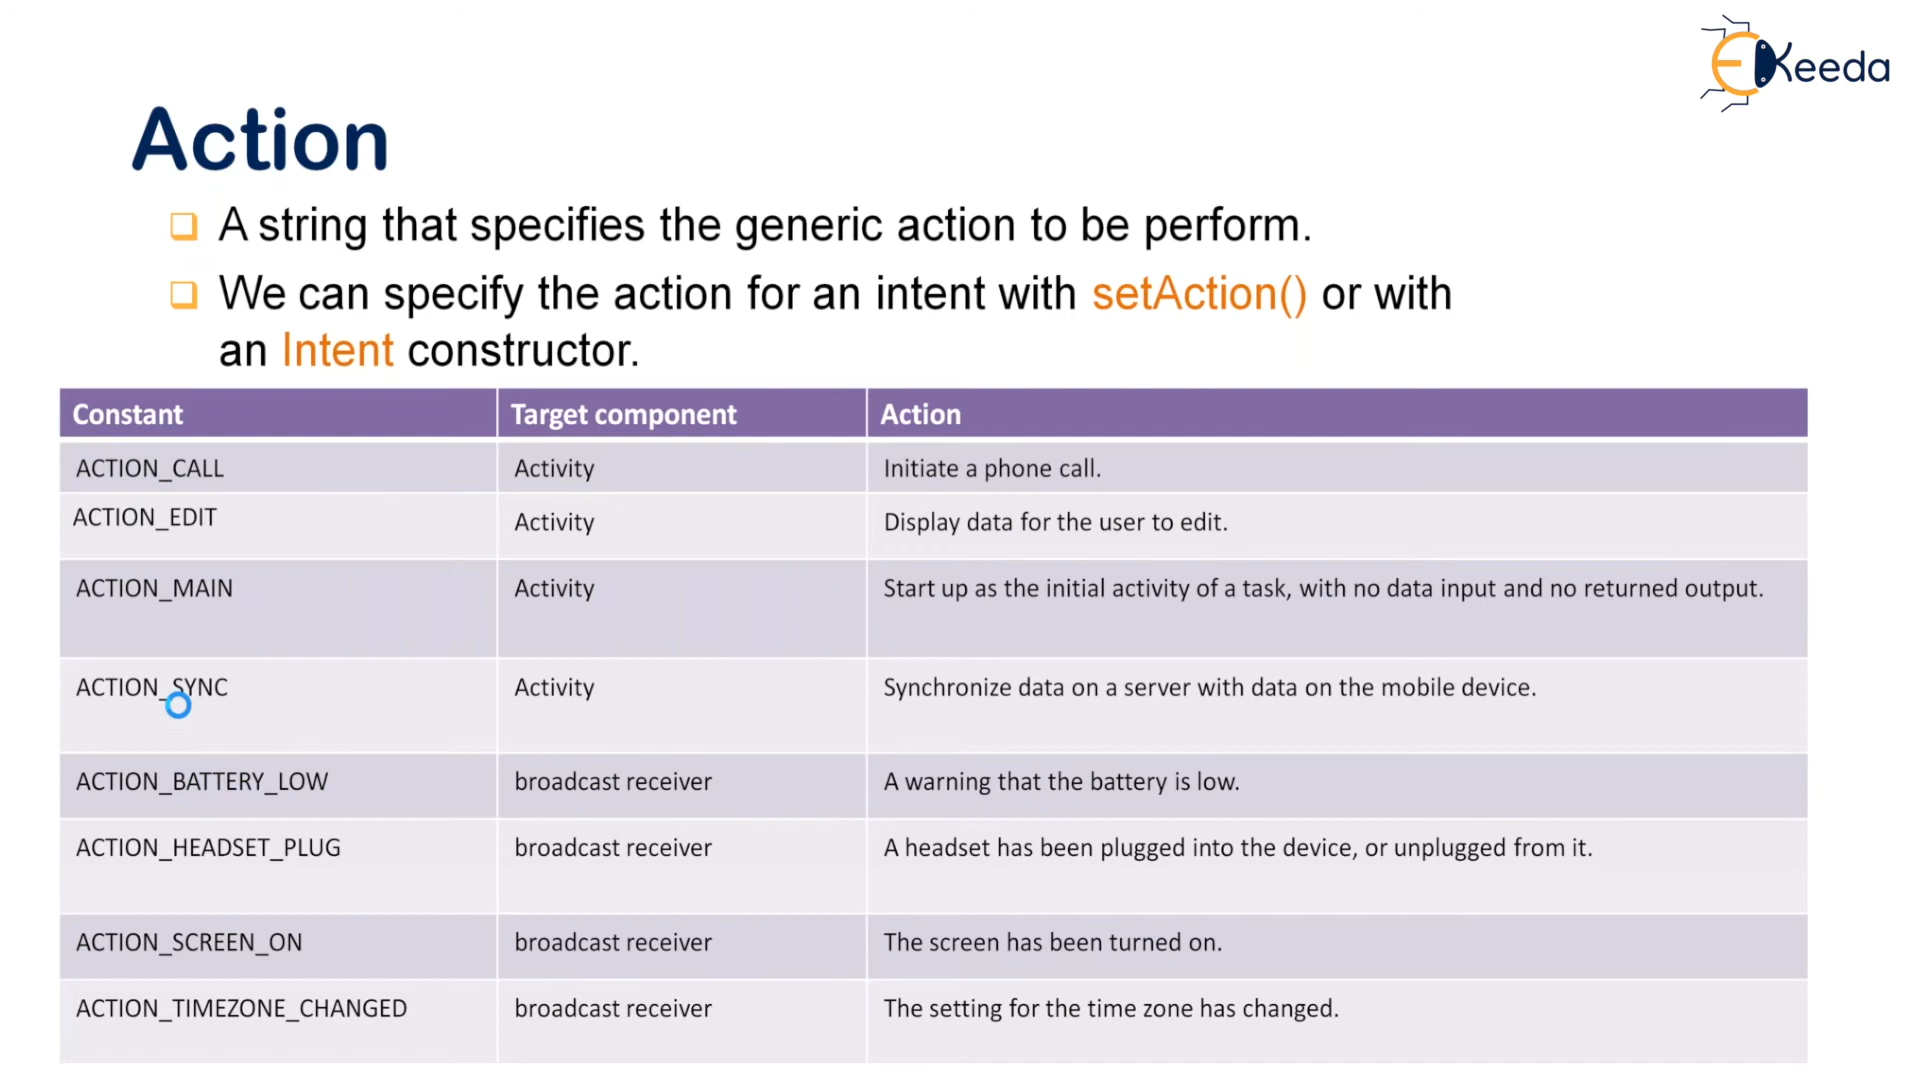 EKeeda
Action
A string that specifies the generic action to be perform.
We can specify the action for an intent with setAction() or with
an Intent constructor.
Constant Target component Action
ACTION_CALL Activity Initiate a phone call.
ACTION_EDIT Activity Display data for the user to edit.
ACTION_MAIN Activity Start up as the initial activity of a task, with no data input and no returned output.
ACTION_SYNC Activity Synchronize data on a server with data on the mobile device.
ACTION_BATTERY_LOW broadcast receiver A warning that the battery is low.
ACTION_HEADSET_PLUG broadcast receiver A headset has been plugged into the device, or unplugged from it.
ACTION_SCREEN_ON broadcast receiver The screen has been turned on.
ACTION_TIMEZONE_CHANGED broadcast receiver The setting for the time zone has changed.